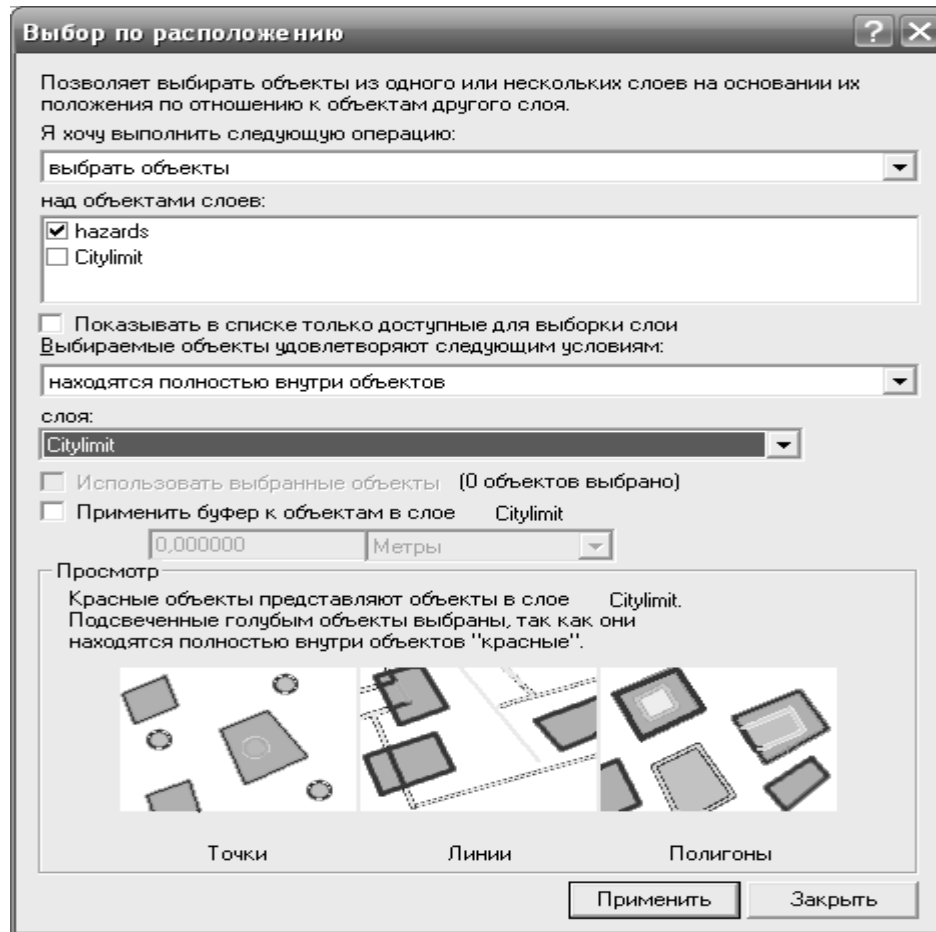 Выбор по расположению
Позволяет выбирать объекты из одного или нескольких слоев на основании их
положения по отношению к объектам другого слоя.
Я хочу выполнить следующую операцию:
выбрать объекты
над объектами слоев:
hazards
Citylimit
Показывать в списке только доступные для выборки слои
Выбираемые объекты удовлетворяют следующим условиям:
находятся полностью внутри объектов
слоя:
Citylimit
Использовать выбранные объекты (0 объектов выбрано)
Применить буфер к объектам в слое Citylimit
0,000000 Метры
Просмотр
Красные объекты представляют объекты в слое Citylimit.
Подсвеченные голубым объекты выбраны, так как они
находятся полностью внутри объектов "красные".
Точки Линии Полигоны
Применить Закрыть